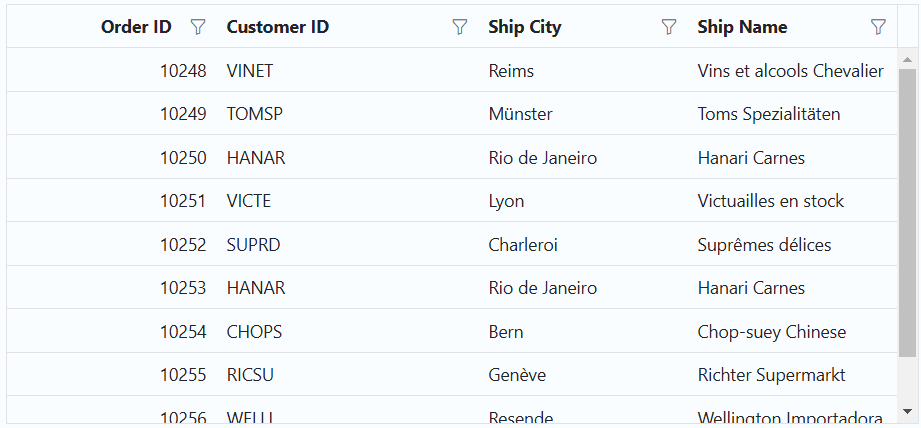 Order ID Customer ID Ship City Ship Name
10248 VINET Reims Vins et alcools Chevalier
10249 TOMSP Münster Toms Spezialitäten
10250 HANAR Rio de Janeiro Hanari Carnes
10251 VICTE Lyon Victuailles en stock
10252 SUPRD Charleroi Suprêmes délices
10253 HANAR Rio de Janeiro Hanari Carnes
10254 CHOPS Bern Chop-suey Chinese
10255 RICSU Genève Richter Supermarkt
10256 WELLI Resende Wellington Importadora